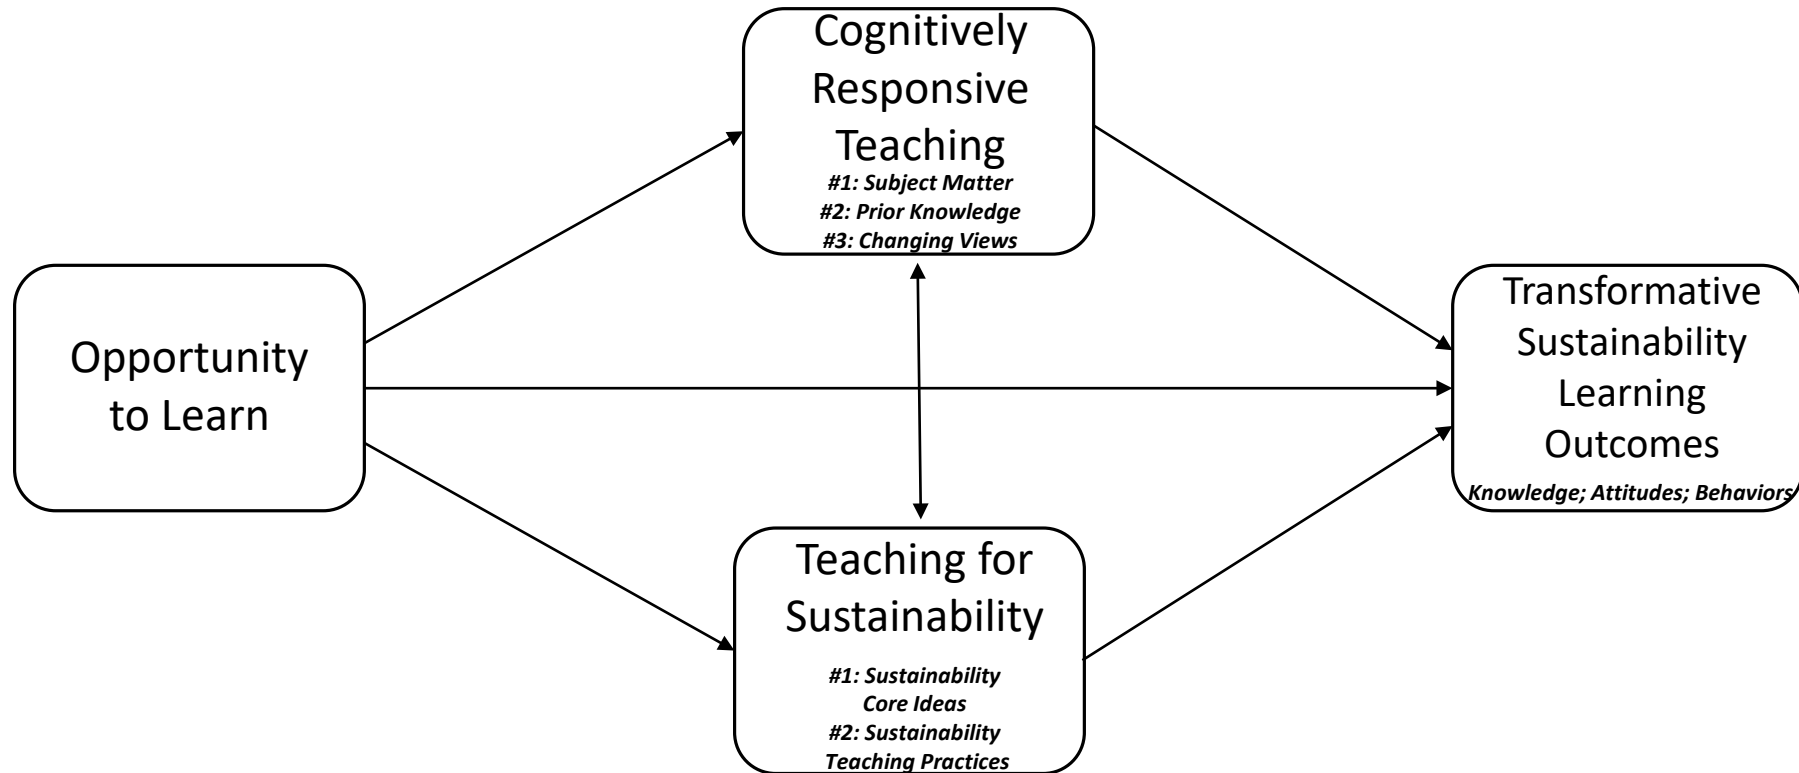 Cognitively
Responsive
Teaching
#1: Subject Matter
#2: Prior Knowledge
#3: Changing Views
Opportunity
to Learn
Transformative
Sustainability
Learning
Outcomes
Knowledge; Attitudes; Behaviors
Teaching for
Sustainability
#1: Sustainability
Core Ideas
#2: Sustainability
Teaching Practices